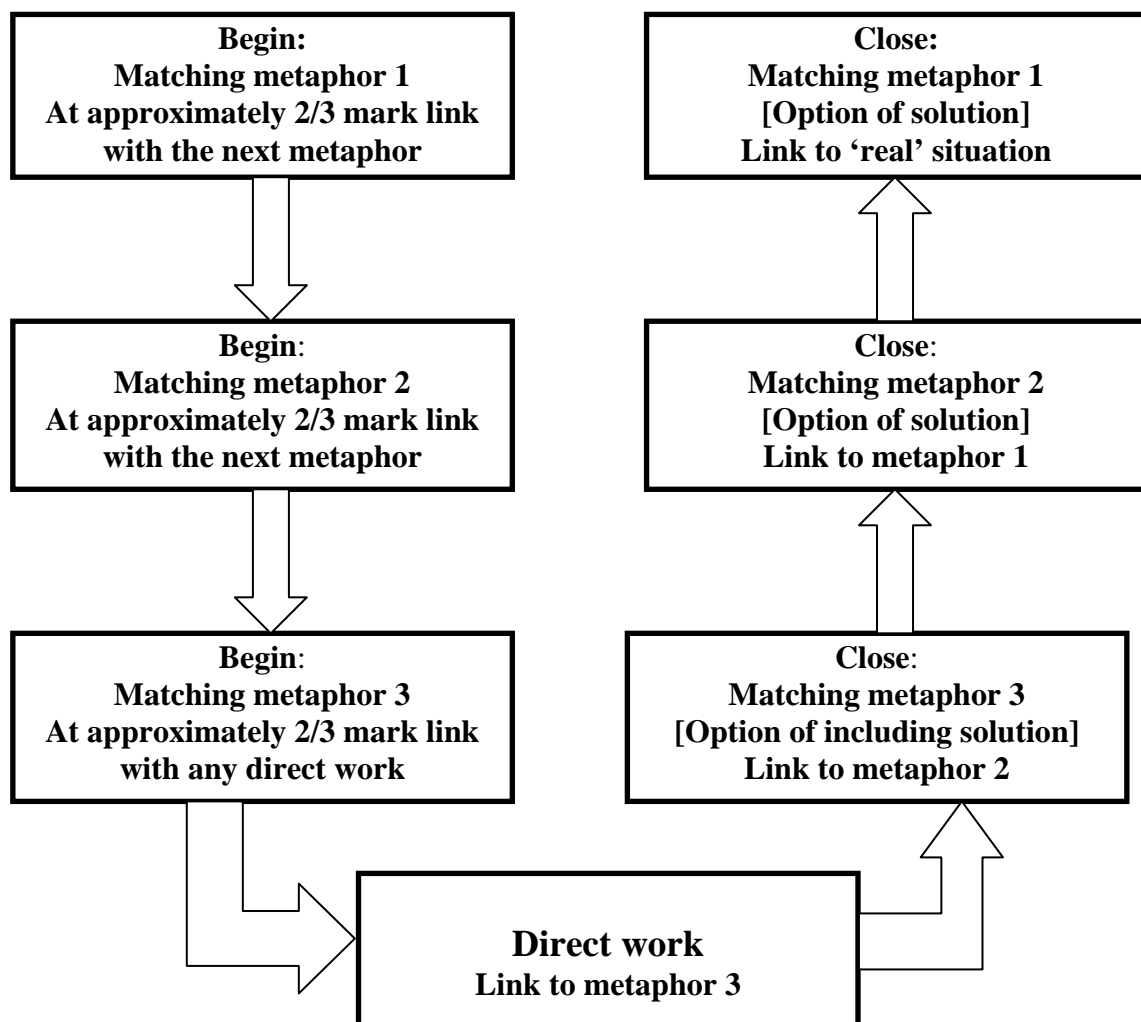 Begin:
Matching metaphor 1
At approximately 2/3 mark link
with the next metaphor
Begin:
Matching metaphor 2
At approximately 2/3 mark link
with the next metaphor
Begin:
Matching metaphor 3
At approximately 2/3 mark link
with any direct work
Direct work
Link to metaphor 3
Close:
Matching metaphor 3
[Option of including solution]
Link to metaphor 2
Close:
Matching metaphor 2
[Option of solution]
Link to metaphor 1
Close:
Matching metaphor 1
[Option of solution]
Link to ‘real’ situation